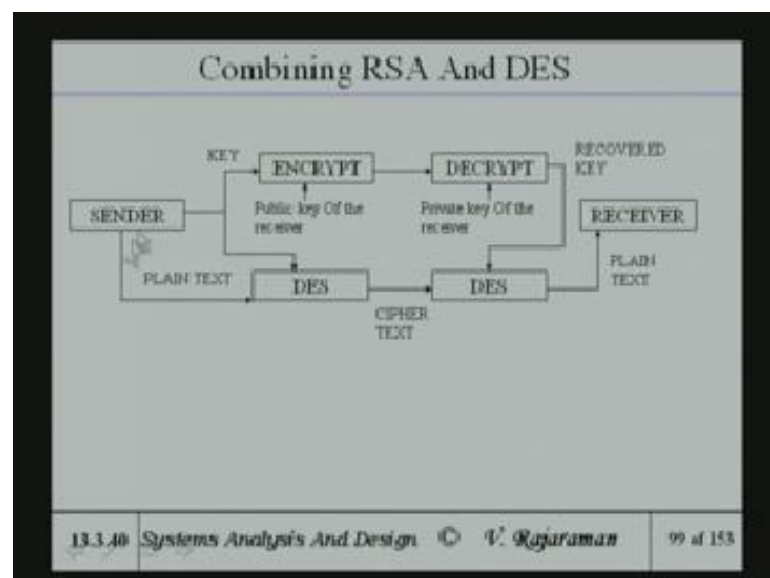 Combining RSA And DES
KEY
RECOVERED
KEY
ENCRYPT
DECRYPT
SENDER
Public key Of the
receiver
Private key Of the
receiver
RECEIVER
PLAIN TEXT
DES
DES
PLAIN
TEXT
CIPHER
TEXT
13.3.40 Systems Analysis And Design © V. Rajaraman 99 of 153